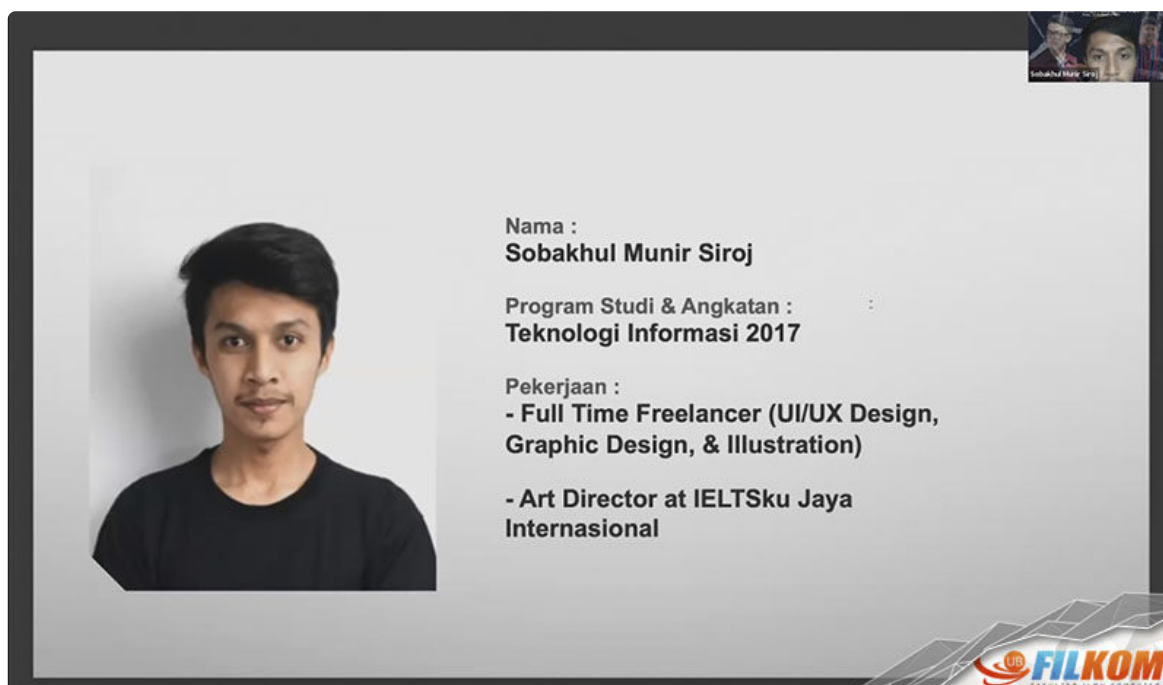 Sobakhul Munir Siroj
Nama :
Sobakhul Munir Siroj
Program Studi & Angkatan : :
Teknologi Informasi 2017
Pekerjaan :
- Full Time Freelancer (UI/UX Design,
Graphic Design, & Illustration)
- Art Director at IELTSku Jaya
Internasional
UB FILKOM